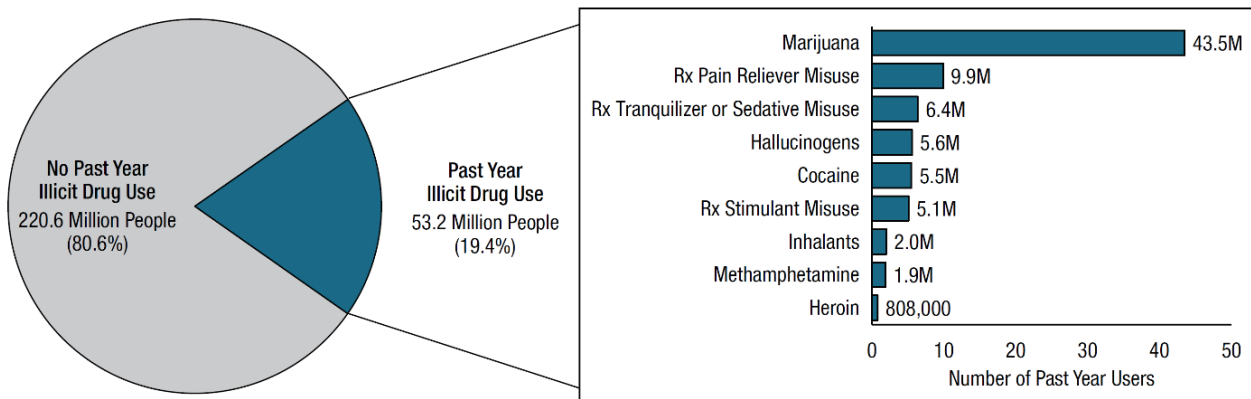 No Past Year
Illicit Drug Use
220.6 Million People
(80.6%)
Past Year
Illicit Drug Use
53.2 Million People
(19.4%)
Marijuana 43.5M
Rx Pain Reliever Misuse 9.9M
Rx Tranquilizer or Sedative Misuse 6.4M
Hallucinogens 5.6M
Cocaine 5.5M
Rx Stimulant Misuse 5.1M
Inhalants 2.0M
Methamphetamine 1.9M
Heroin 808,000
0 10 20 30 40 50
Number of Past Year Users